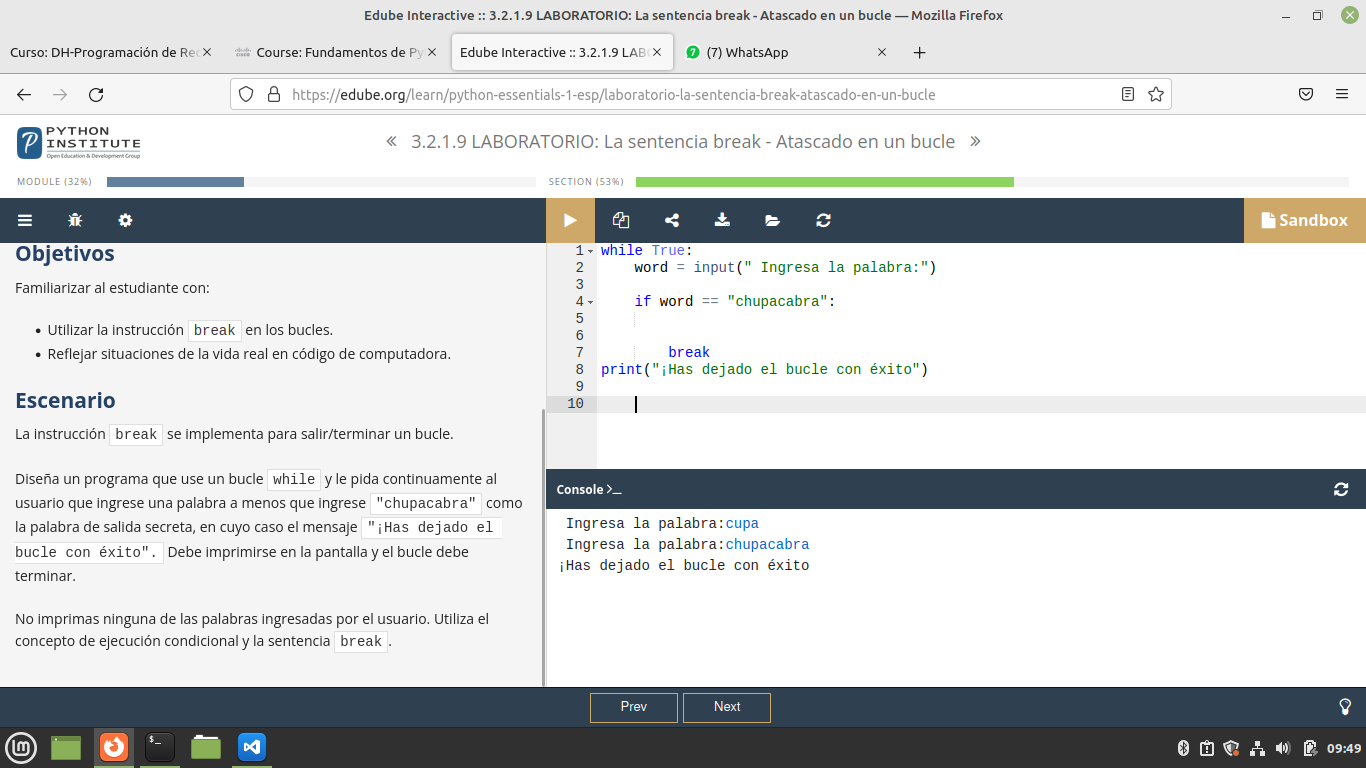 Edube Interactive :: 3.2.1.9 LABORATORIO: La sentencia break - Atascado en un bucle — Mozilla Firefox
Curso: DH-Programación de Re
Course: Fundamentos de Py
Edube Interactive :: 3.2.1.9 LAB
(7) WhatsApp
https://edube.org/learn/python-essentials-1-esp/laboratorio-la-sentencia-break-atascado-en-un-bucle
PYTHON
INSTITUTE
Open Education & Development Group
« 3.2.1.9 LABORATORIO: La sentencia break - Atascado en un bucle »
MODULE (32%)
SECTION (53%)
Sandbox
Objetivos
Familiarizar al estudiante con:
• Utilizar la instrucción break en los bucles.
• Reflejar situaciones de la vida real en código de computadora.
Escenario
La instrucción break se implementa para salir/terminar un bucle.
Diseña un programa que use un bucle while y le pida continuamente al
usuario que ingrese una palabra a menos que ingrese "chupacabra" como
la palabra de salida secreta, en cuyo caso el mensaje "¡Has dejado el
bucle con éxito". Debe imprimirse en la pantalla y el bucle debe
terminar.
No imprimas ninguna de las palabras ingresadas por el usuario. Utiliza el
concepto de ejecución condicional y la sentencia break.
1 while True:
2     word = input(" Ingresa la palabra:")
3
4     if word == "chupacabra":
5
6
7         break
8 print("¡Has dejado el bucle con éxito")
9
10
Console >_
Ingresa la palabra:cupa
Ingresa la palabra:chupacabra
¡Has dejado el bucle con éxito
Prev
Next
09:49